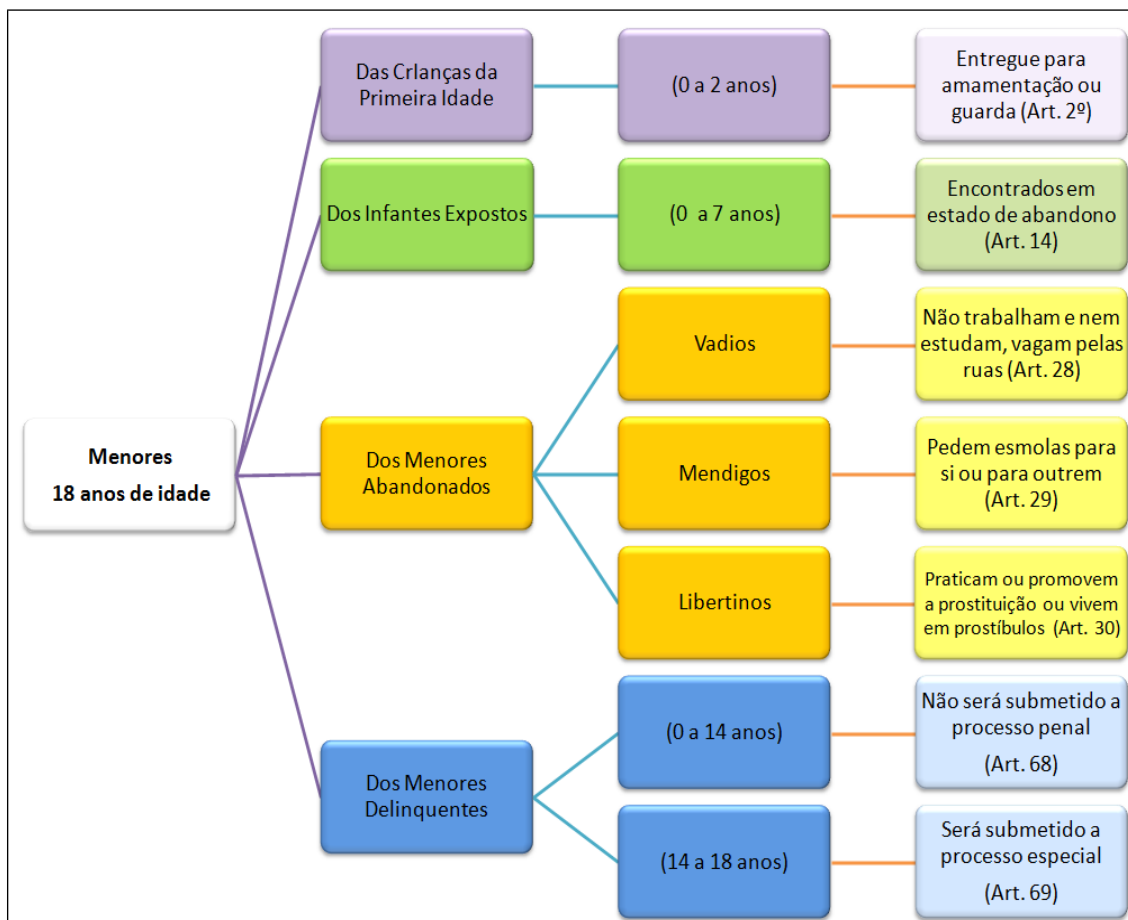 Menores
18 anos de idade
Das CrIanças da
Primeira Idade
(0 a 2 anos)
Entregue para
amamentação ou
guarda (Art. 2º)
Dos Infantes Expostos
(0 a 7 anos)
Encontrados em
estado de abandono
(Art. 14)
Dos Menores
Abandonados
Vadios
Não trabalham e nem
estudam, vagam pelas
ruas (Art. 28)
Mendigos
Pedem esmolas para
si ou para outrem
(Art. 29)
Libertinos
Praticam ou promovem
a prostituição ou vivem
em prostíbulos (Art. 30)
Dos Menores
Delinquentes
(0 a 14 anos)
Não será submetido a
processo penal
(Art. 68)
(14 a 18 anos)
Será submetido a
processo especial
(Art. 69)